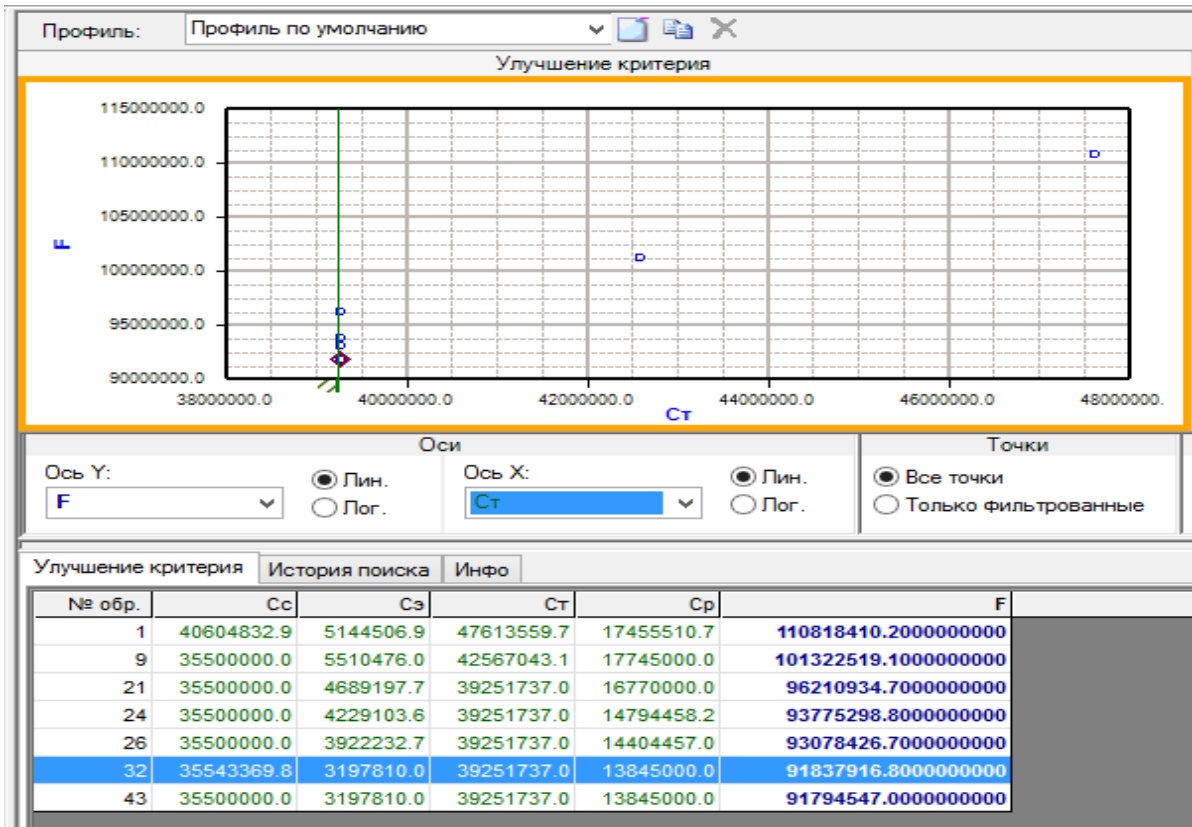 Профиль: Профиль по умолчанию
Улучшение критерия
115000000.0
110000000.0
105000000.0
F
100000000.0
95000000.0
90000000.0
38000000.0 40000000.0 42000000.0 44000000.0 46000000.0 48000000.
Ст
Оси Точки
Ось Y: Лин. Ось X: Лин. Все точки
F Лог. Ст Лог. Только фильтрованные
Улучшение критерия История поиска Инфо
№ обр. Сс Сэ Ст Ср F
1 40604832.9 5144506.9 47613559.7 17455510.7 110818410.2000000000
9 35500000.0 5510476.0 42567043.1 17745000.0 101322519.1000000000
21 35500000.0 4689197.7 39251737.0 16770000.0 96210934.7000000000
24 35500000.0 4229103.6 39251737.0 14794458.2 93775298.8000000000
26 35500000.0 3922232.7 39251737.0 14404457.0 93078426.7000000000
32 35543369.8 3197810.0 39251737.0 13845000.0 91837916.8000000000
43 35500000.0 3197810.0 39251737.0 13845000.0 91794547.0000000000